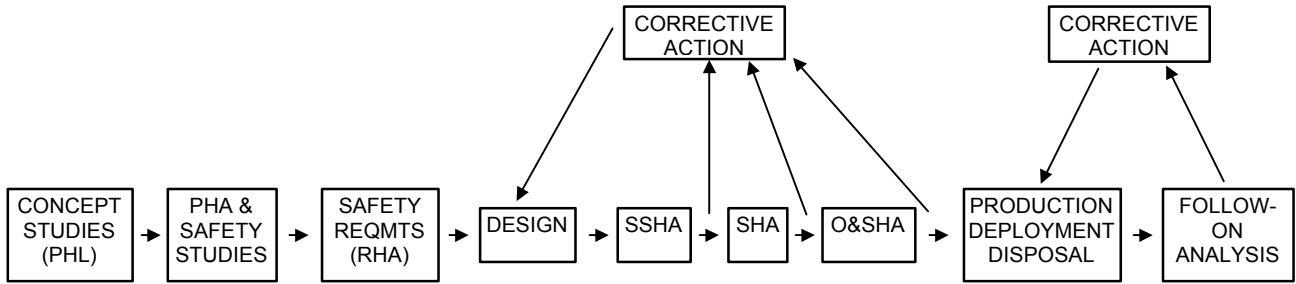 CORRECTIVE
ACTION
CORRECTIVE
ACTION
CONCEPT
STUDIES
(PHL)
PHA &
SAFETY
STUDIES
SAFETY
REQMTS
(RHA)
DESIGN
SSHA
SHA
O&SHA
PRODUCTION
DEPLOYMENT
DISPOSAL
FOLLOW-
ON
ANALYSIS